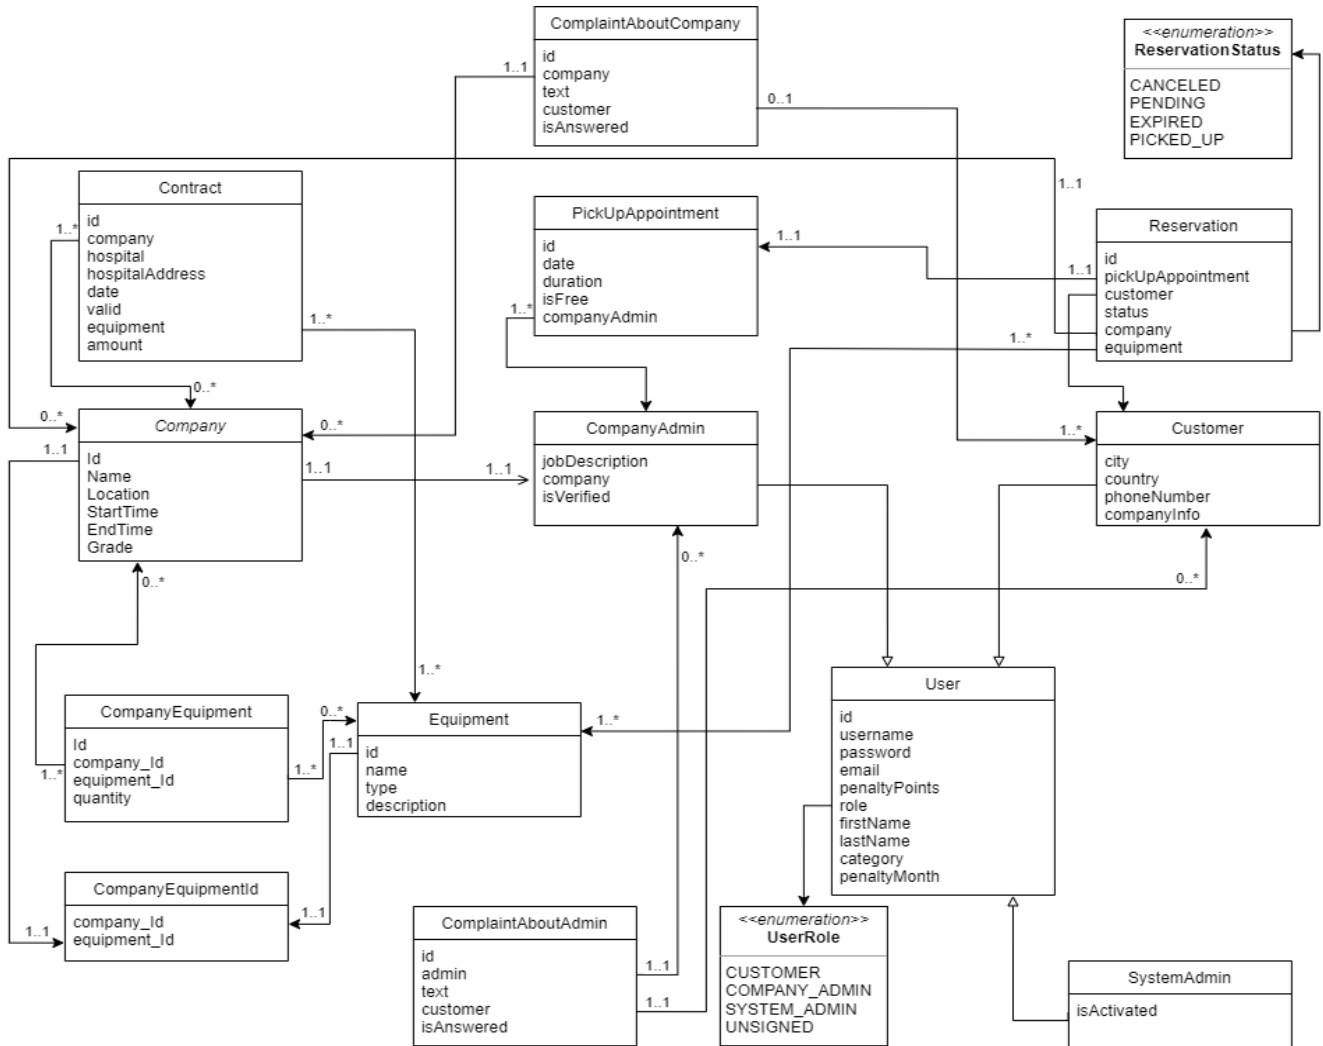 ComplaintAboutCompany
id
company
text
customer
isAnswered
1..1
0..1
<<enumeration>>
ReservationStatus
CANCELED
PENDING
EXPIRED
PICKED_UP
Contract
id
company
hospital
hospitalAddress
date
valid
equipment
amount
1..*
1..*
PickUpAppointment
id
date
duration
isFree
companyAdmin
1..1
1..*
1..1
Reservation
id
pickUpAppointment
customer
status
company
equipment
1..1
1..*
0..*
0..*
0..*
Company
Id
Name
Location
StartTime
EndTime
Grade
1..1
1..1
1..1
0..*
CompanyAdmin
jobDescription
company
isVerified
0..*
1..*
Customer
city
country
phoneNumber
companyInfo
0..*
1..*
CompanyEquipment
Id
company_Id
equipment_Id
quantity
1..*
0..*
1..*
1..1
Equipment
id
name
type
description
1..*
User
id
username
password
email
penaltyPoints
role
firstName
lastName
category
penaltyMonth
CompanyEquipmentId
company_Id
equipment_Id
1..1
1..1
ComplaintAboutAdmin
id
admin
text
customer
isAnswered
1..1
1..1
<<enumeration>>
UserRole
CUSTOMER
COMPANY_ADMIN
SYSTEM_ADMIN
UNSIGNED
SystemAdmin
isActivated